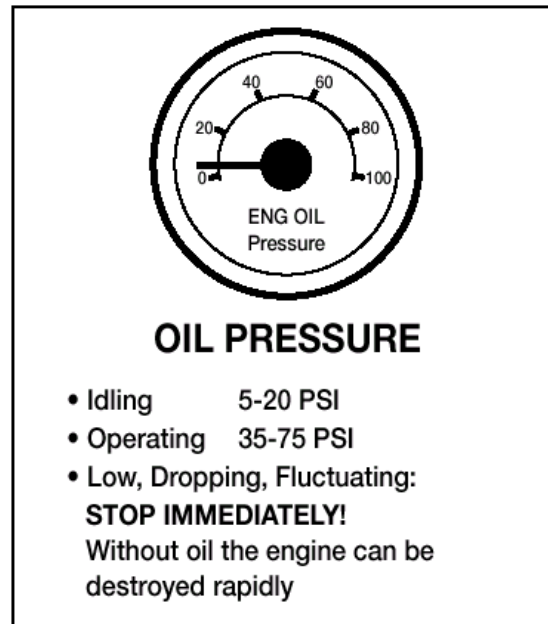 40 60
20 80
0 100
ENG OIL
Pressure
OIL PRESSURE
• Idling 5-20 PSI
• Operating 35-75 PSI
• Low, Dropping, Fluctuating:
STOP IMMEDIATELY!
Without oil the engine can be
destroyed rapidly